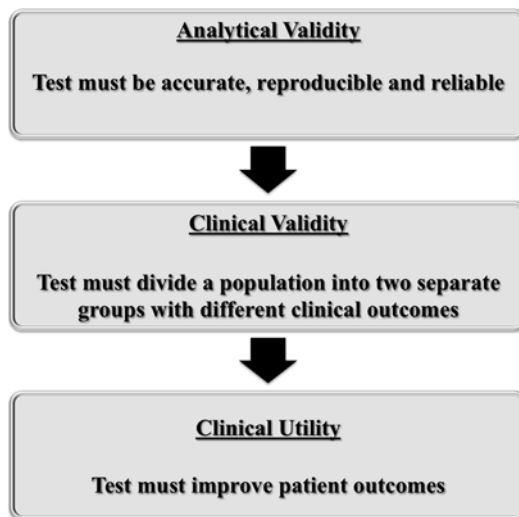 Analytical Validity
Test must be accurate, reproducible and reliable
Clinical Validity
Test must divide a population into two separate
groups with different clinical outcomes
Clinical Utility
Test must improve patient outcomes